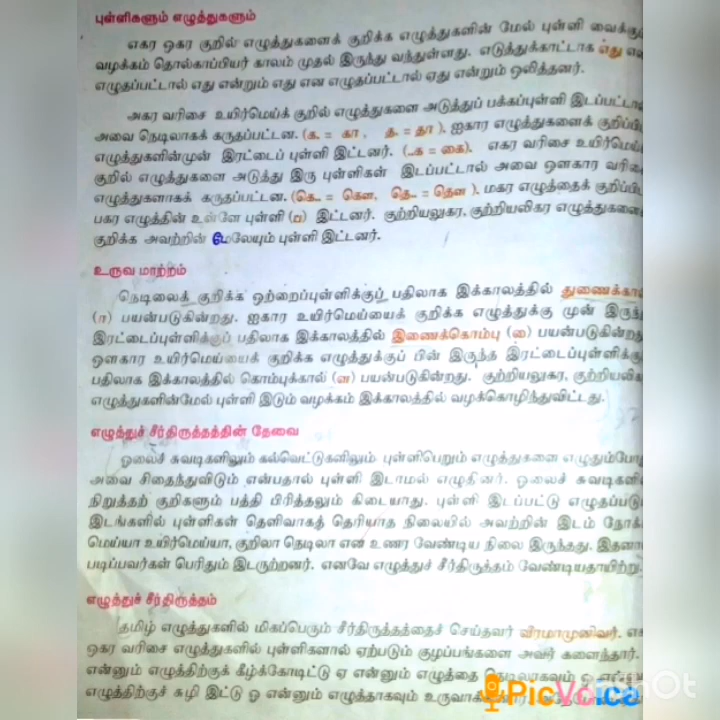 புள்ளிகளும் எழுத்துகளும்
எகர ஒகர குறில் எழுத்துகளைக் குறிக்க எழுத்துகளின் மேல் புள்ளி வைக்கு
வழக்கம் தொல்காப்பியர் காலம் முதல் இருந்து வந்துள்ளது. எடுத்துக்காட்டாக எது
எழுதப்பட்டால் எது என்றும் எது என எழுதப்பட்டால் ஏது என்றும் ஒலித்தனர்.
அகர வரிசை உயிர்மெய்க் குறில் எழுத்துகளை அடுத்துப் பக்கப்புள்ளி இடப்பட்டா
அவை நெடிலாகக் கருதப்பட்டன. (க. = கா , த. = தா ). ஐகார எழுத்துகளைக் குறிப்பி
எழுத்துகளின்முன் இரட்டைப் புள்ளி இட்டனர். (..க = கை). எகர வரிசை உயிர்மெய்
குறில் எழுத்துகளை அடுத்து இரு புள்ளிகள் இடப்பட்டால் அவை ஔகார வரி
எழுத்துகளாகக் கருதப்பட்டன. (கெ.. = கௌ, தெ.. = தௌ ). மகர எழுத்தைக் குறிப்பி
பகர எழுத்தின் உள்ளே புள்ளி இட்டனர். குற்றியலுகர, குற்றியலிகர எழுத்துகளை
குறிக்க அவற்றின் மேலேயும் புள்ளி இட்டனர்.
உருவ மாற்றம்
நெடிலைக் குறிக்க ஒற்றைப்புள்ளிக்குப் பதிலாக இக்காலத்தில் துணைக்கா
(ா) பயன்படுகின்றது. ஐகார உயிர்மெய்யைக் குறிக்க எழுத்துக்கு முன் இருந்
இரட்டைப்புள்ளிக்குப் பதிலாக இக்காலத்தில் இணைக்கொம்பு (ை) பயன்படுகின்றது
ஔகார உயிர்மெய்யைக் குறிக்க எழுத்துக்குப் பின் இருந்த இரட்டைப்புள்ளிக்கு
பதிலாக இக்காலத்தில் கொம்புக்கால் (ள) பயன்படுகின்றது. குற்றியலுகர, குற்றியலிக
எழுத்துகளின்மேல் புள்ளி இடும் வழக்கம் இக்காலத்தில் வழக்கொழிந்துவிட்டது.
எழுத்துச் சீர்திருத்தத்தின் தேவை
ஓலைச் சுவடிகளிலும் கல்வெட்டுகளிலும் புள்ளிபெறும் எழுத்துகளை எழுதும்போ
அவை சிதைந்துவிடும் என்பதால் புள்ளி இடாமல் எழுதினர். ஓலைச் சுவடிகளி
நிறுத்தற் குறிகளும் பத்தி பிரித்தலும் கிடையாது. புள்ளி இடப்பட்டு எழுதப்படு
இடங்களில் புள்ளிகள் தெளிவாகத் தெரியாத நிலையில் அவற்றின் இடம் நோக்
மெய்யா உயிர்மெய்யா, குறிலா நெடிலா என உணர வேண்டிய நிலை இருந்தது. இதனா
படிப்பவர்கள் பெரிதும் இடருற்றனர். எனவே எழுத்துச் சீர்திருத்தம் வேண்டியதாயிற்று.
எழுத்துச் சீர்திருத்தம்
தமிழ் எழுத்துகளில் மிகப்பெரும் சீர்திருத்தத்தைச் செய்தவர் வீரமாமுனிவர்.
ஒகர வரிசை எழுத்துகளில் புள்ளிகளால் ஏற்படும் குழப்பங்களை அவர் களைந்தார்.
என்னும் எழுத்திற்குக் கீழ்க்கோடிட்டு ஏ என்னும் எழுத்தை நெடிலாகவும் ஒ
எழுத்திற்குச் சுழி இட்டு ஓ என்னும் எழுத்தாகவும்
PicVoice